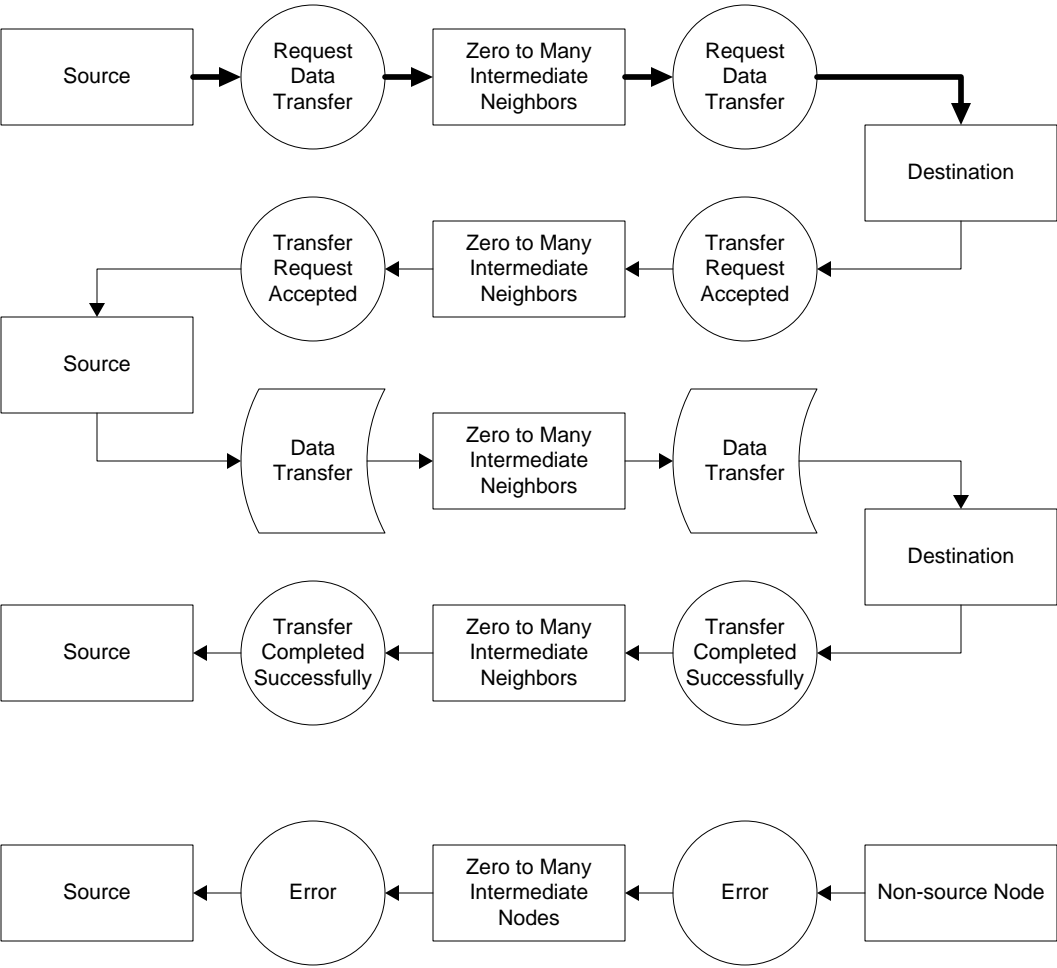 Source
Request
Data
Transfer
Zero to Many
Intermediate
Neighbors
Request
Data
Transfer
Destination
Transfer
Request
Accepted
Zero to Many
Intermediate
Neighbors
Transfer
Request
Accepted
Source
Data
Transfer
Zero to Many
Intermediate
Neighbors
Data
Transfer
Destination
Source
Transfer
Completed
Successfully
Zero to Many
Intermediate
Neighbors
Transfer
Completed
Successfully
Source
Error
Zero to Many
Intermediate
Nodes
Error
Non-source Node